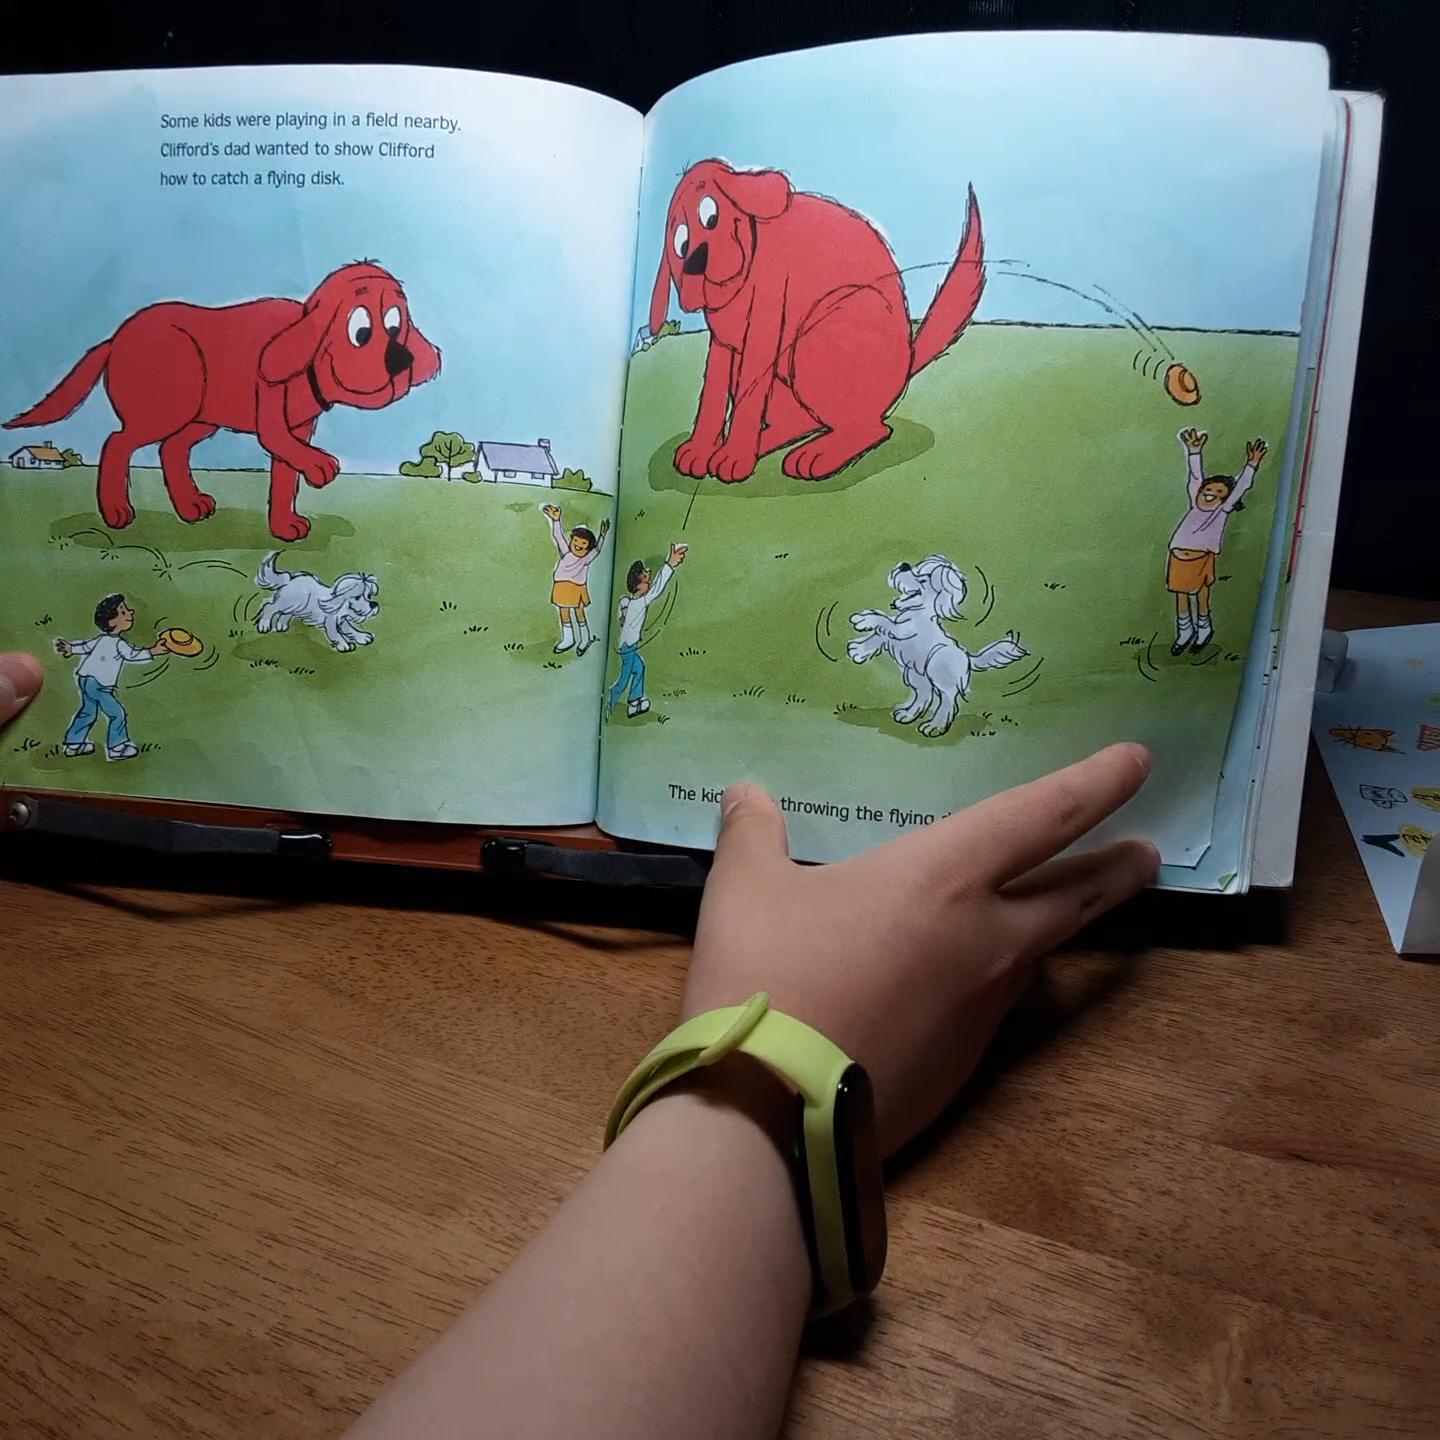 Some kids were playing in a field nearby.
Clifford's dad wanted to show Clifford
how to catch a flying disk.
The throwing the flying